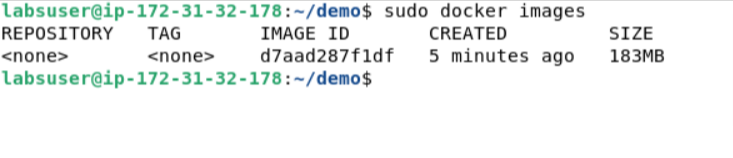 labsuser@ip-172-31-32-178:~/demo$ sudo docker images
REPOSITORY   TAG       IMAGE ID       CREATED         SIZE
<none>       <none>    d7aad287f1df   5 minutes ago   183MB
labsuser@ip-172-31-32-178:~/demo$